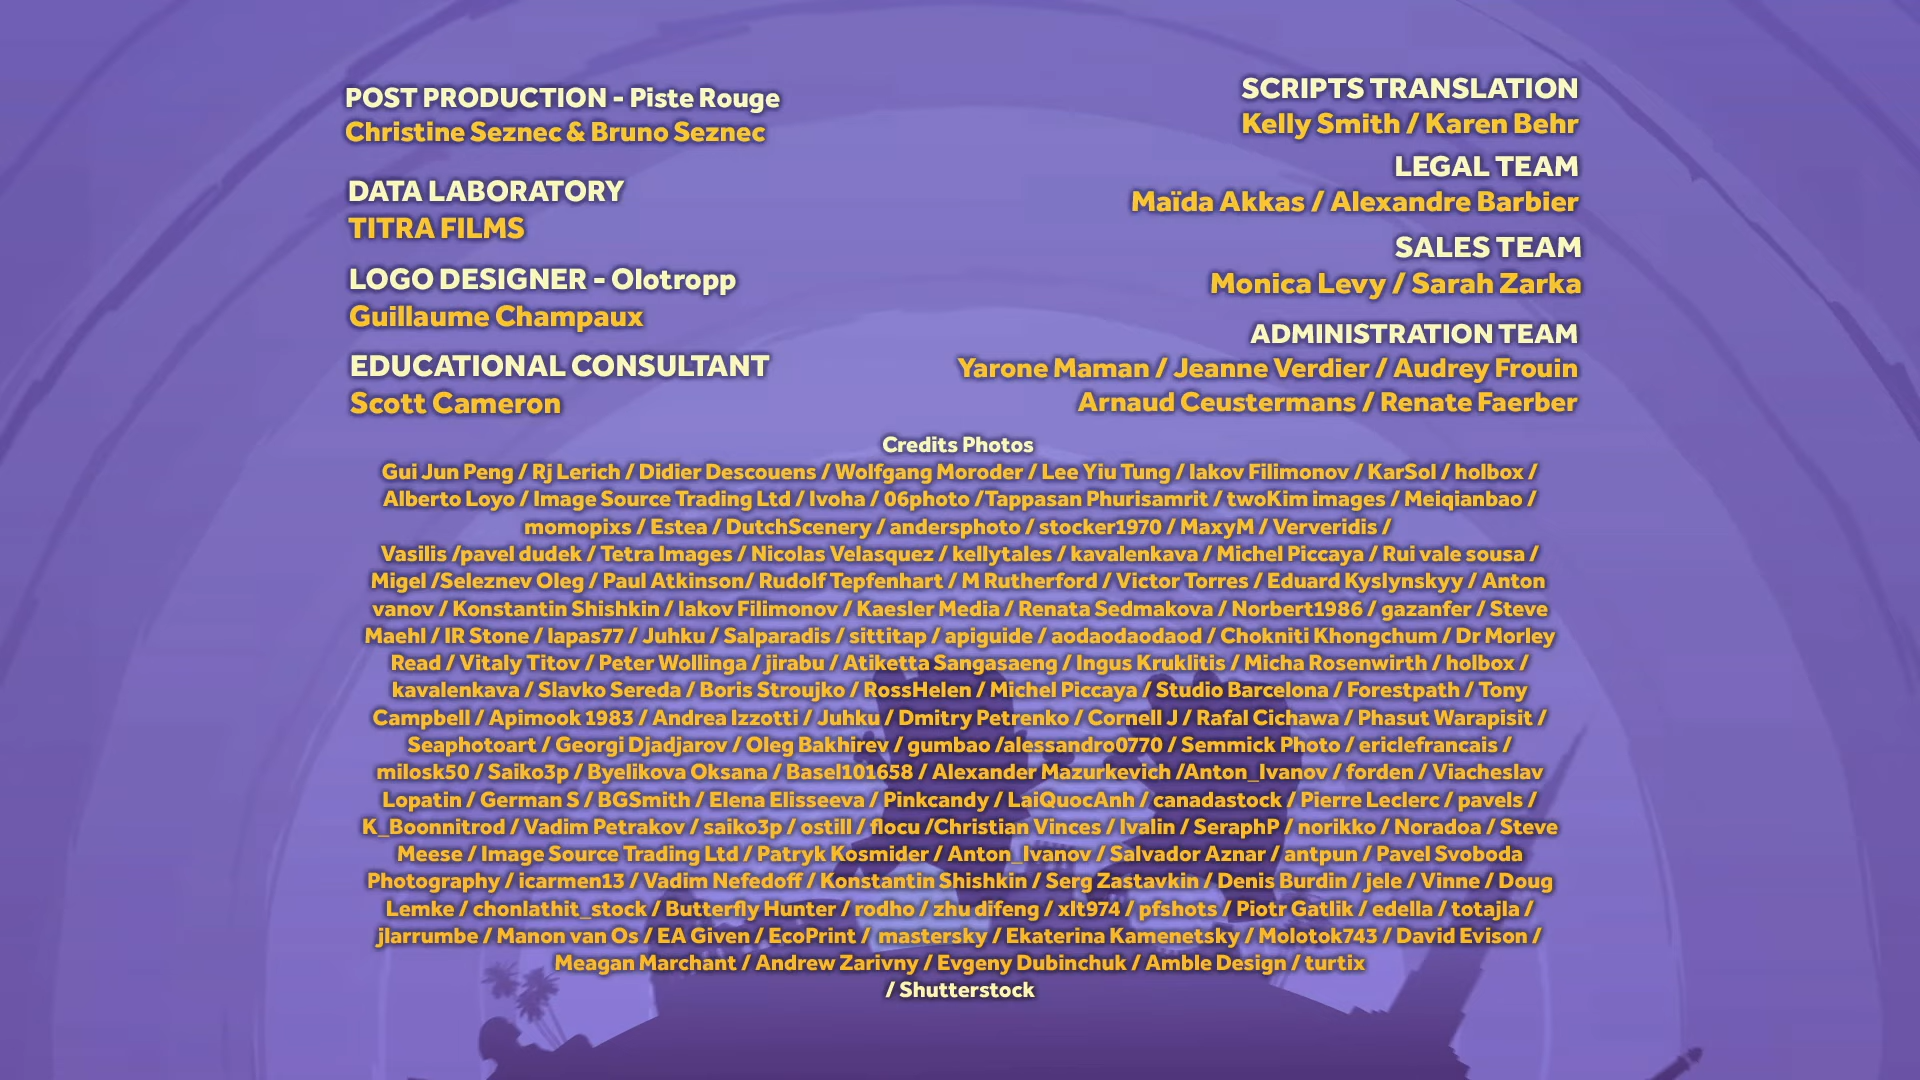 POST PRODUCTION - Piste Rouge
Christine Seznec & Bruno Seznec
DATA LABORATORY
TITRA FILMS
LOGO DESIGNER - Olotropp
Guillaume Champaux
EDUCATIONAL CONSULTANT
Scott Cameron
SCRIPTS TRANSLATION
Kelly Smith / Karen Behr
LEGAL TEAM
Maïda Akkas / Alexandre Barbier
SALES TEAM
Monica Levy / Sarah Zarka
ADMINISTRATION TEAM
Yarone Maman / Jeanne Verdier / Audrey Frouin
Arnaud Ceustermans / Renate Faerber
Credits Photos
Gui Jun Peng / Rj Lerich / Didier Descouens / Wolfgang Moroder / Lee Yiu Tung / Iakov Filimonov / KarSol / holbox /
Alberto Loyo / Image Source Trading Ltd / Ivoha / 06photo /Tappasan Phurisamrit / twoKim images / Meiqianbao /
momopixs / Estea / DutchScenery / andersphoto / stocker1970 / MaxyM / Ververidis /
Vasilis /pavel dudek / Tetra Images / Nicolas Velasquez / kellytales / kavalenkava / Michel Piccaya / Rui vale sousa /
Migel /Seleznev Oleg / Paul Atkinson/ Rudolf Tepfenhart / M Rutherford / Victor Torres / Eduard Kyslynskyy / Anton
vanov / Konstantin Shishkin / Iakov Filimonov / Kaesler Media / Renata Sedmakova / Norbert1986 / gazanfer / Steve
Maehl / IR Stone / lapas77 / Juhku / Salparadis / sittitap / apiguide / aodaodaodaod / Chokniti Khongchum / Dr Morley
Read / Vitaly Titov / Peter Wollinga / jirabu / Atiketta Sangasaeng / Ingus Kruklitis / Micha Rosenwirth / holbox /
kavalenkava / Slavko Sereda / Boris Stroujko / RossHelen / Michel Piccaya / Studio Barcelona / Forestpath / Tony
Campbell / Apimook 1983 / Andrea Izzotti / Juhku / Dmitry Petrenko / Cornell J / Rafal Cichawa / Phasut Warapisit /
Seaphotoart / Georgi Djadjarov / Oleg Bakhirev / gumbao /alessandro0770 / Semmick Photo / ericlefrancais /
milosk50 / Saiko3p / Byelikova Oksana / Basel101658 / Alexander Mazurkevich /Anton_Ivanov / forden / Viacheslav
Lopatin / German S / BGSmith / Elena Elisseeva / Pinkcandy / LaiQuocAnh / canadastock / Pierre Leclerc / pavels /
K_Boonnitrod / Vadim Petrakov / saiko3p / ostill / flocu /Christian Vinces / Ivalin / SeraphP / norikko / Noradoa / Steve
Meese / Image Source Trading Ltd / Patryk Kosmider / Anton_Ivanov / Salvador Aznar / antpun / Pavel Svoboda
Photography / icarmen13 / Vadim Nefedoff / Konstantin Shishkin / Serg Zastavkin / Denis Burdin / jele / Vinne / Doug
Lemke / chonlathit_stock / Butterfly Hunter / rodho / zhu difeng / xlt974 / pfshots / Piotr Gatlik / edella / totajla /
jlarrumbe / Manon van Os / EA Given / EcoPrint / mastersky / Ekaterina Kamenetsky / Molotok743 / David Evison /
Meagan Marchant / Andrew Zarivny / Evgeny Dubinchuk / Amble Design / turtix
/ Shutterstock